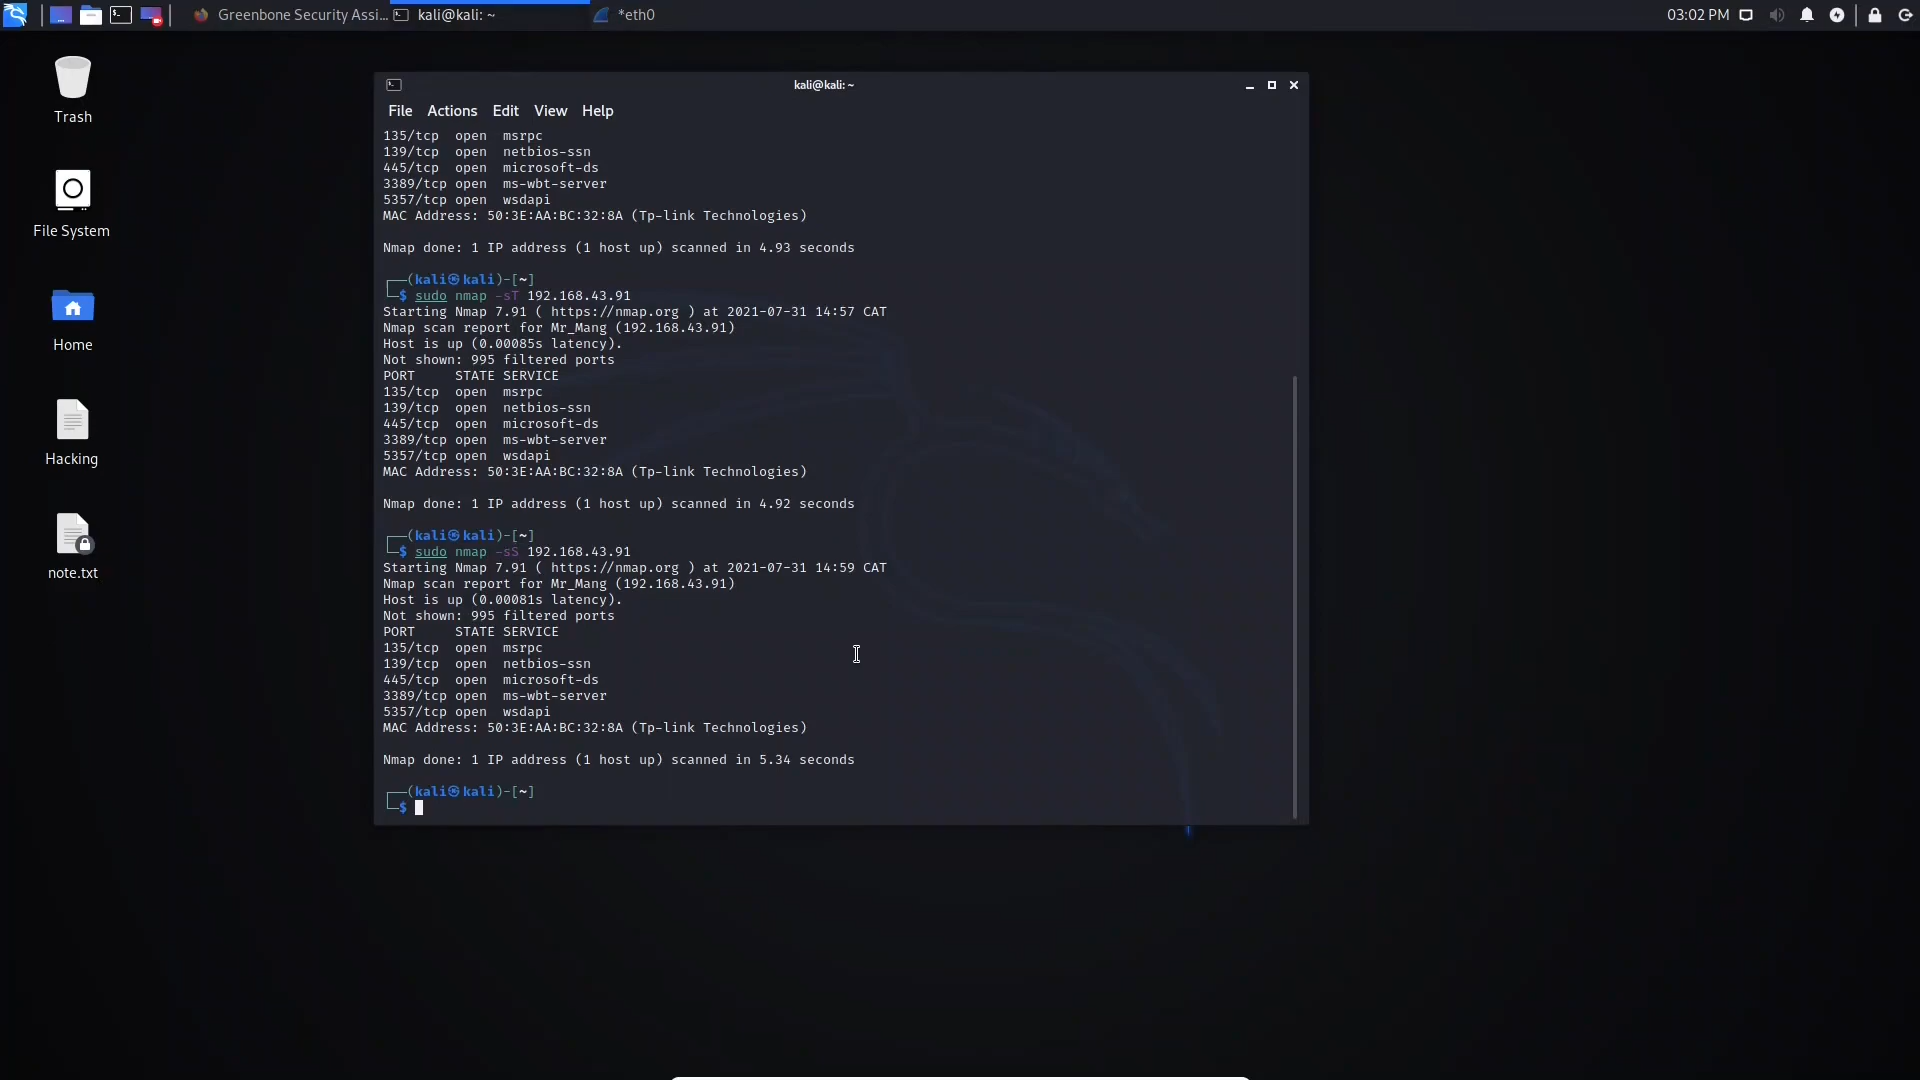 Greenbone Security Assi...
kali@kali: ~
*eth0
03:02 PM
Trash
File System
Home
Hacking
note.txt
kali@kali: ~
File Actions Edit View Help
135/tcp open msrpc
139/tcp open netbios-ssn
445/tcp open microsoft-ds
3389/tcp open ms-wbt-server
5357/tcp open wsdapi
MAC Address: 50:3E:AA:BC:32:8A (Tp-link Technologies)
Nmap done: 1 IP address (1 host up) scanned in 4.93 seconds
┌──(kali㉿kali)-[~]
└─$ sudo nmap -sT 192.168.43.91
Starting Nmap 7.91 ( https://nmap.org ) at 2021-07-31 14:57 CAT
Nmap scan report for Mr_Mang (192.168.43.91)
Host is up (0.00085s latency).
Not shown: 995 filtered ports
PORT STATE SERVICE
135/tcp open msrpc
139/tcp open netbios-ssn
445/tcp open microsoft-ds
3389/tcp open ms-wbt-server
5357/tcp open wsdapi
MAC Address: 50:3E:AA:BC:32:8A (Tp-link Technologies)
Nmap done: 1 IP address (1 host up) scanned in 4.92 seconds
┌──(kali㉿kali)-[~]
└─$ sudo nmap -sS 192.168.43.91
Starting Nmap 7.91 ( https://nmap.org ) at 2021-07-31 14:59 CAT
Nmap scan report for Mr_Mang (192.168.43.91)
Host is up (0.00081s latency).
Not shown: 995 filtered ports
PORT STATE SERVICE
135/tcp open msrpc
139/tcp open netbios-ssn
445/tcp open microsoft-ds
3389/tcp open ms-wbt-server
5357/tcp open wsdapi
MAC Address: 50:3E:AA:BC:32:8A (Tp-link Technologies)
Nmap done: 1 IP address (1 host up) scanned in 5.34 seconds
┌──(kali㉿kali)-[~]
└─$